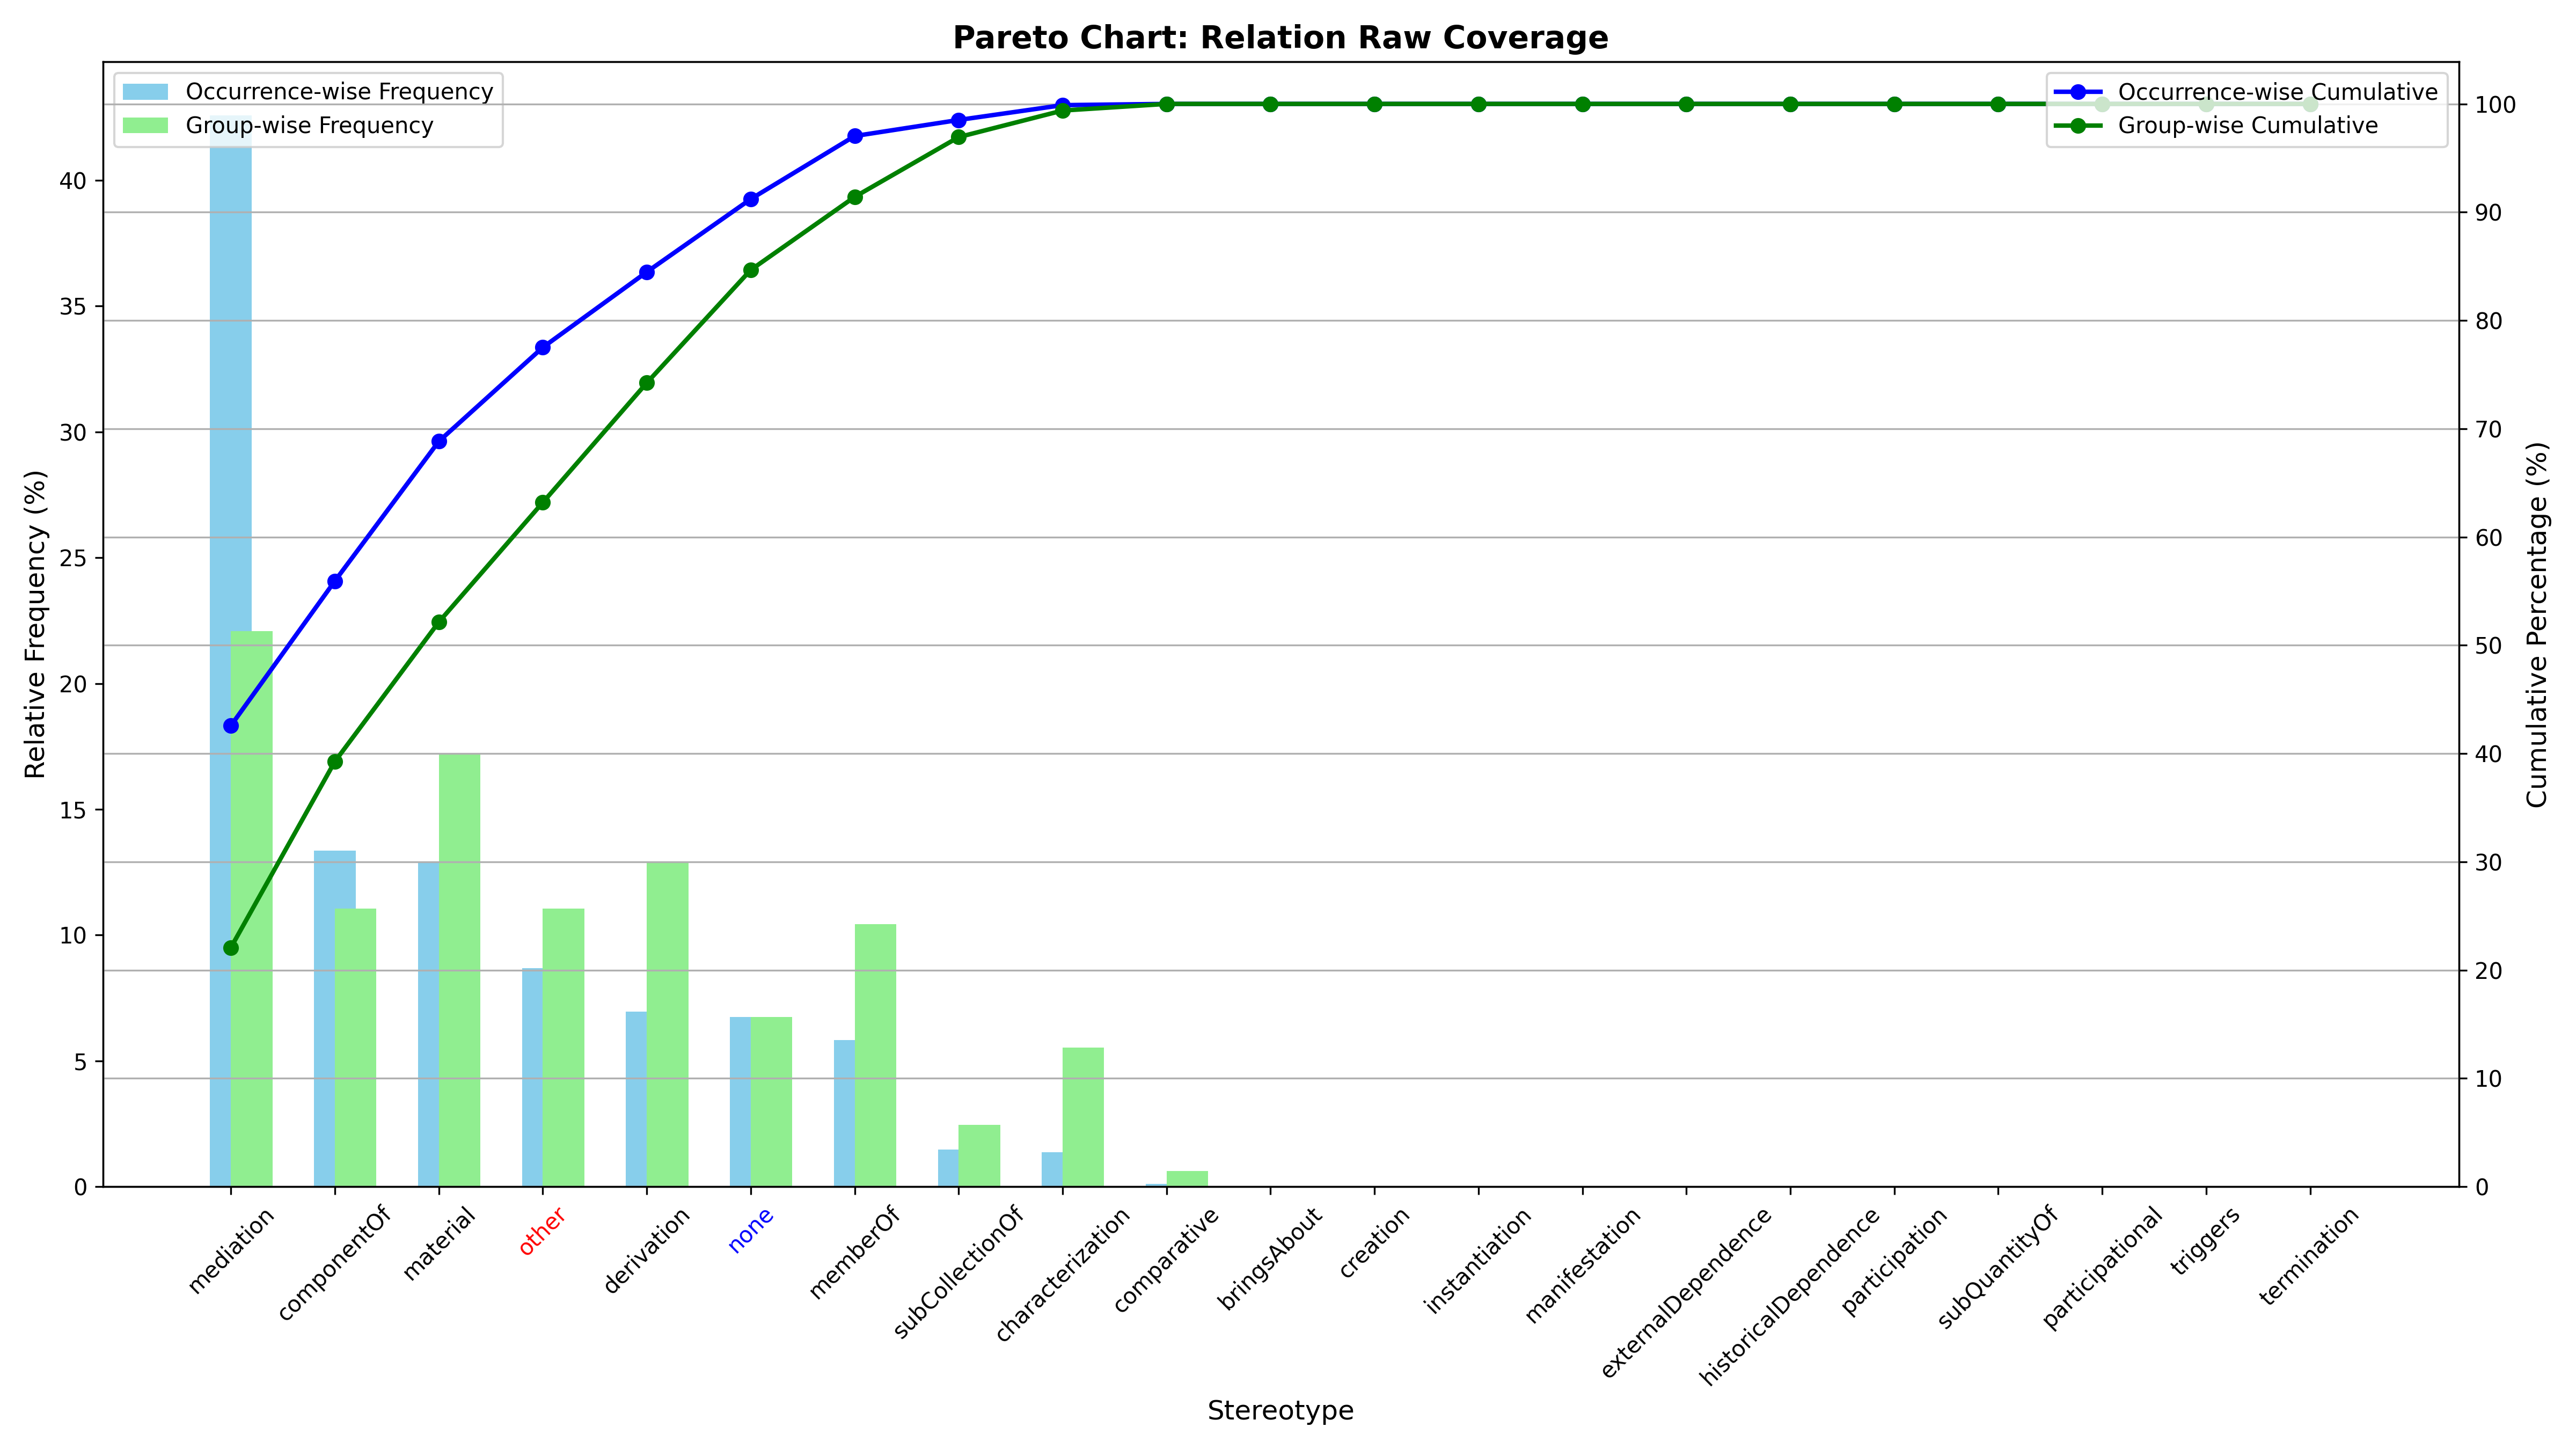 Pareto Chart: Relation Raw Coverage
Occurrence-wise Frequency
Group-wise Frequency
Occurrence-wise Cumulative
Group-wise Cumulative
Relative Frequency (%)
40
35
30
25
20
15
10
5
0
Cumulative Percentage (%)
100
90
80
70
60
50
40
30
20
10
0
mediation
componentOf
material
other
derivation
none
memberOf
subCollectionOf
characterization
comparative
bringsAbout
creation
instantiation
manifestation
externalDependence
historicalDependence
participation
subQuantityOf
participational
triggers
termination
Stereotype